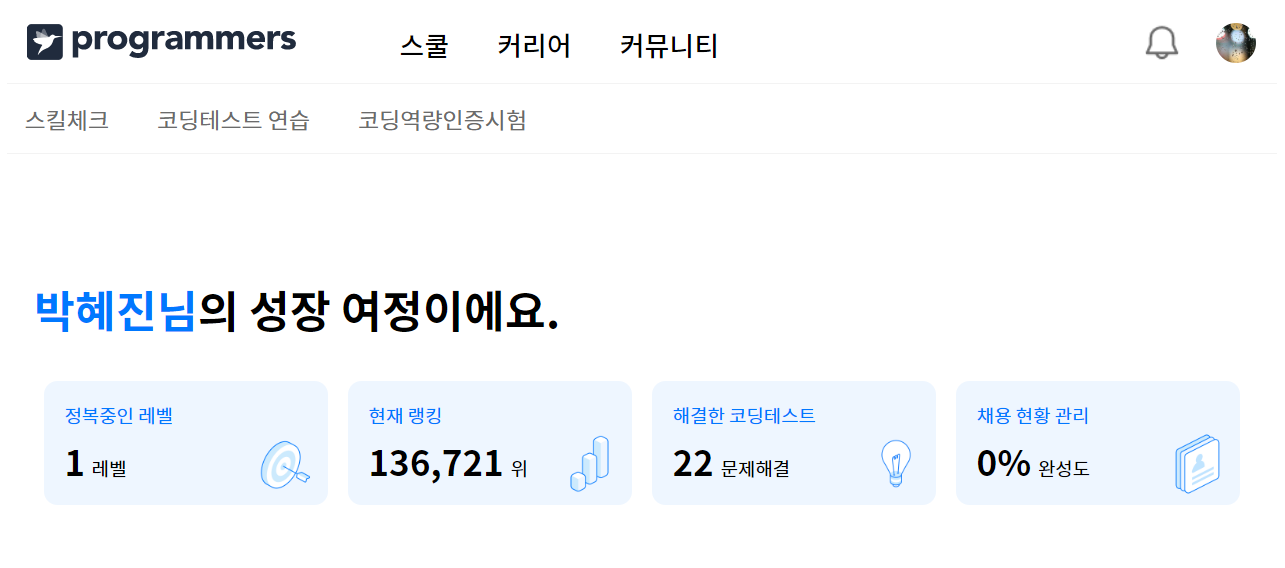 programmers 스쿨 커리어 커뮤니티
스킬체크 코딩테스트 연습 코딩역량인증시험
박혜진님의 성장 여정이에요.
정복중인 레벨
1 레벨
현재 랭킹
136,721 위
해결한 코딩테스트
22 문제해결
채용 현황 관리
0% 완성도